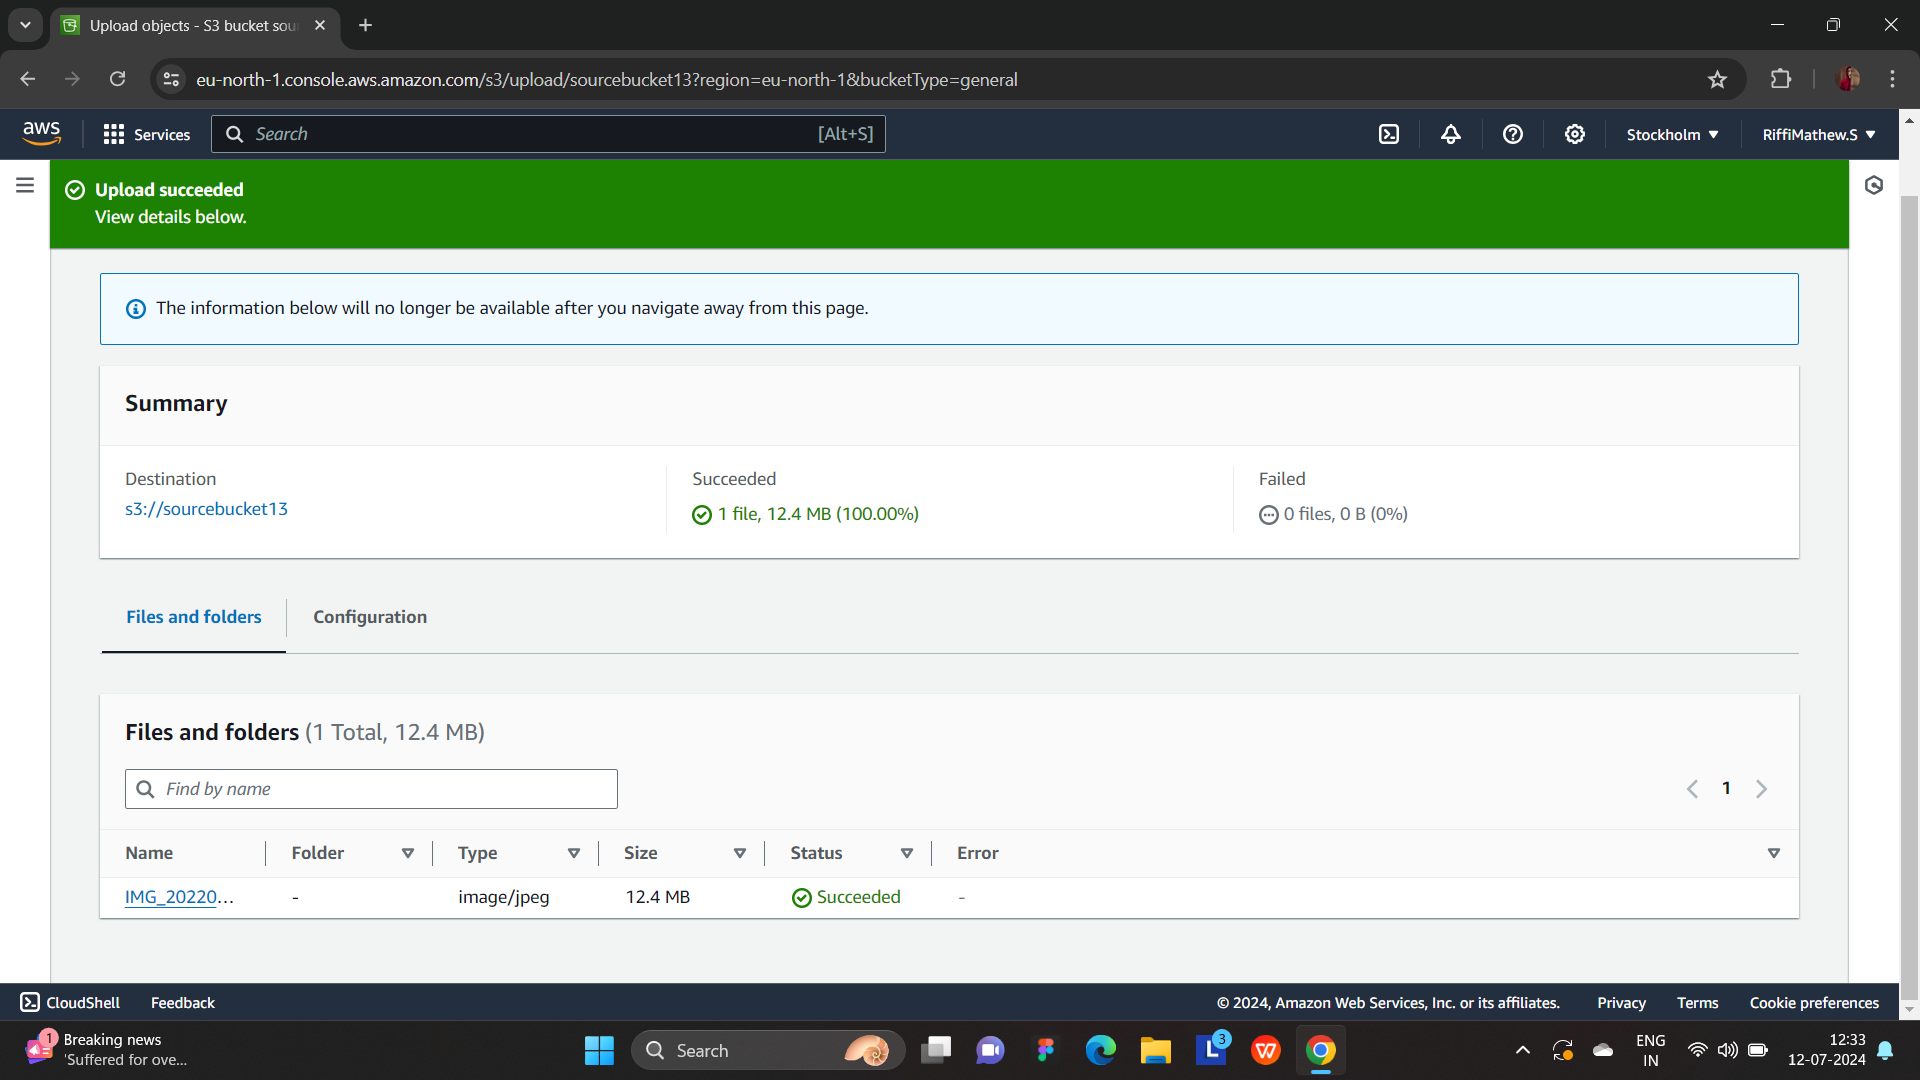 Upload objects - S3 bucket sou
eu-north-1.console.aws.amazon.com/s3/upload/sourcebucket13?region=eu-north-1&bucketType=general
aws
Services
Search
[Alt+S]
Stockholm
RiffiMathew.S
Upload succeeded
View details below.
The information below will no longer be available after you navigate away from this page.
Summary
Destination
s3://sourcebucket13
Succeeded
1 file, 12.4 MB (100.00%)
Failed
0 files, 0 B (0%)
Files and folders
Configuration
Files and folders (1 Total, 12.4 MB)
Find by name
1
Name Folder Type Size Status Error
IMG_20220... - image/jpeg 12.4 MB Succeeded -
CloudShell
Feedback
© 2024, Amazon Web Services, Inc. or its affiliates.
Privacy
Terms
Cookie preferences
1
Breaking news
'Suffered for ove...
Search
L
3
W
ENG
IN
12:33
12-07-2024